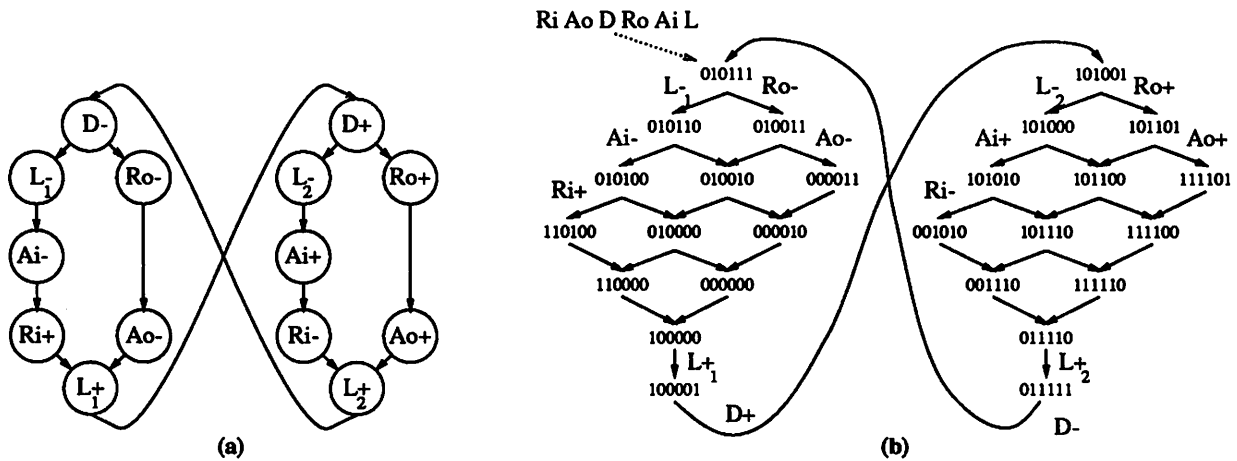 Ri Ao D Ro Ai L
010111
101001
L-1
Ro-
L-2
Ro+
D-
D+
010110
010011
101000
101101
Ai-
Ao-
Ai+
Ao+
L-1
Ro-
L-2
Ro+
010100
010010
000011
101010
101100
111101
Ri+
Ri-
110100
010000
000010
001010
101110
111100
Ai-
Ai+
110000
000000
001110
111110
Ri+
Ao-
Ri-
Ao+
100000
011110
L+1
L+2
L+1
L+2
100001
011111
D+
D-
(a)
(b)